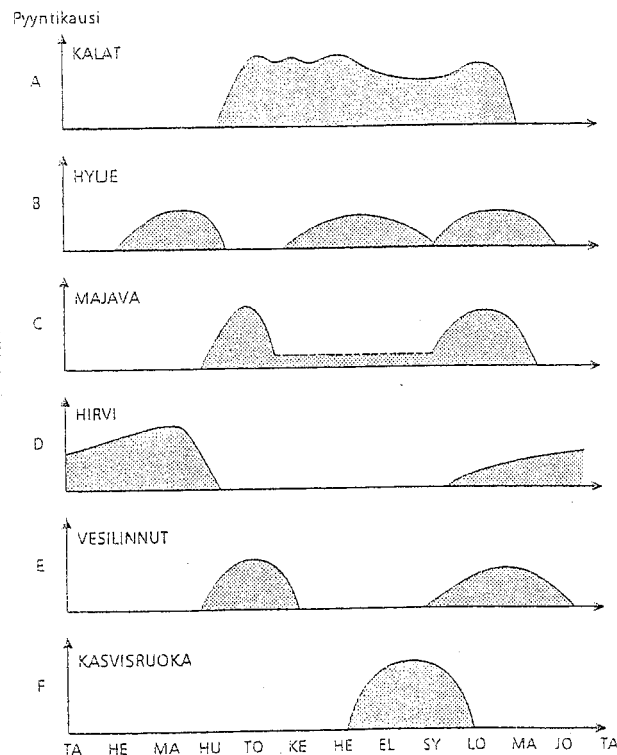 Pyyntikausi
KALAT
A
HYLJE
B
MAJAVA
C
HIRVI
D
VESILINNUT
E
KASVISRUOKA
F
TA HE MA HU TO KE HE EL SY LO MA JO TA